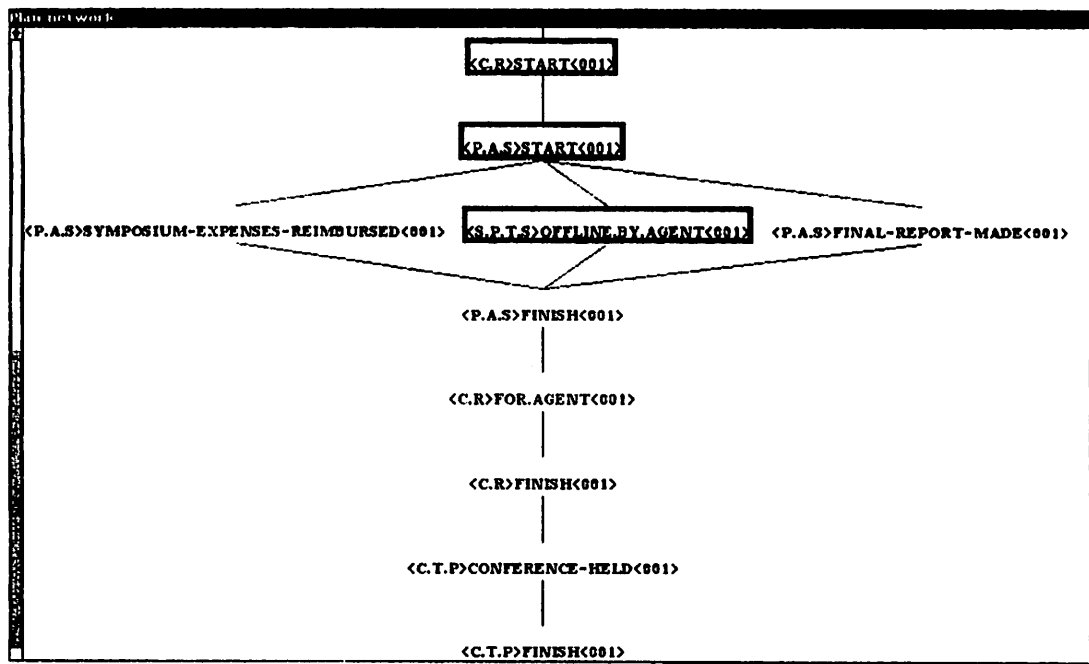 Plan network
<C.R>START<001>
<P.A.S>START<001>
<P.A.S>SYMPOSIUM-EXPENSES-REIMBURSED<001> <S.P.T.S>OFFLINE.BY.AGENT<001> <P.A.S>FINAL-REPORT-MADE<001>
<P.A.S>FINISH<001>
<C.R>FOR.AGENT<001>
<C.R>FINISH<001>
<C.T.P>CONFERENCE-HELD<001>
<C.T.P>FINISH<001>